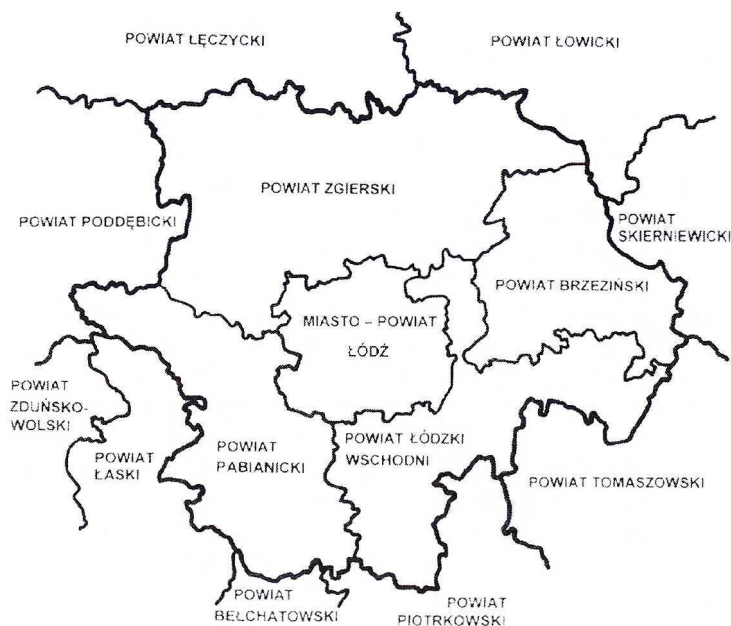 POWIAT ŁĘCZYCKI
POWIAT ŁOWICKI
POWIAT ZGIERSKI
POWIAT PODDĘBICKI
POWIAT
SKIERNIEWICKI
POWIAT BRZEZIŃSKI
MIASTO – POWIAT
ŁÓDŹ
POWIAT
ZDUŃSKO-
WOLSKI
POWIAT
ŁASKI
POWIAT
PABIANICKI
POWIAT ŁÓDZKI
WSCHODNI
POWIAT TOMASZOWSKI
POWIAT
BEŁCHATOWSKI
POWIAT
PIOTRKOWSKI